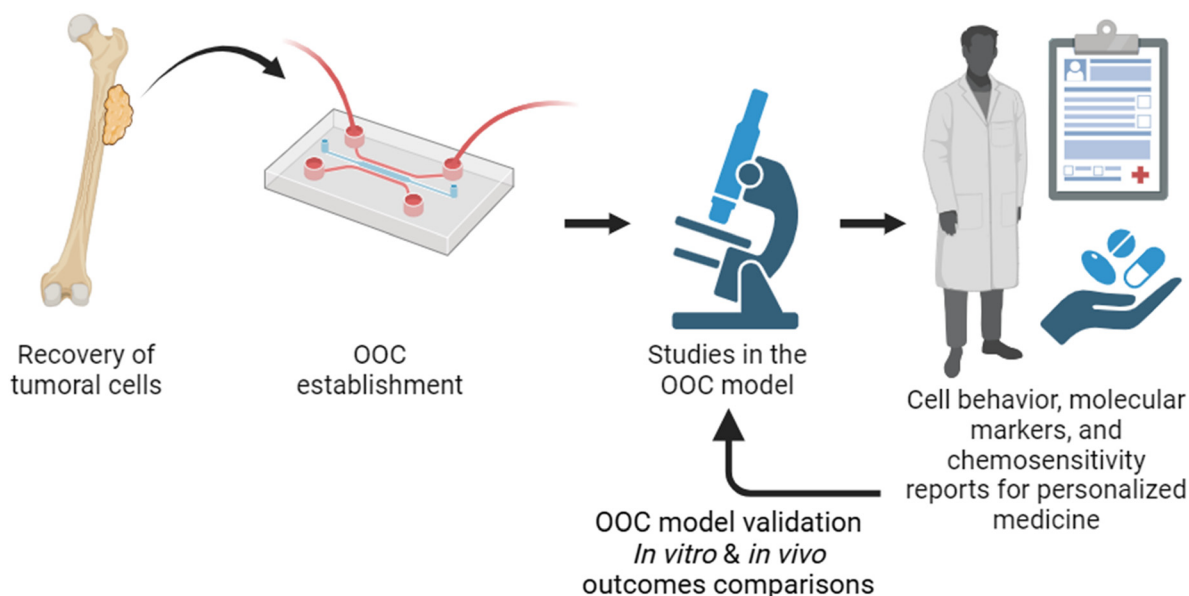 Recovery of
tumoral cells
OOC
establishment
Studies in the
OOC model
Cell behavior, molecular
markers, and
chemosensitivity
reports for personalized
medicine
OOC model validation
In vitro & in vivo
outcomes comparisons